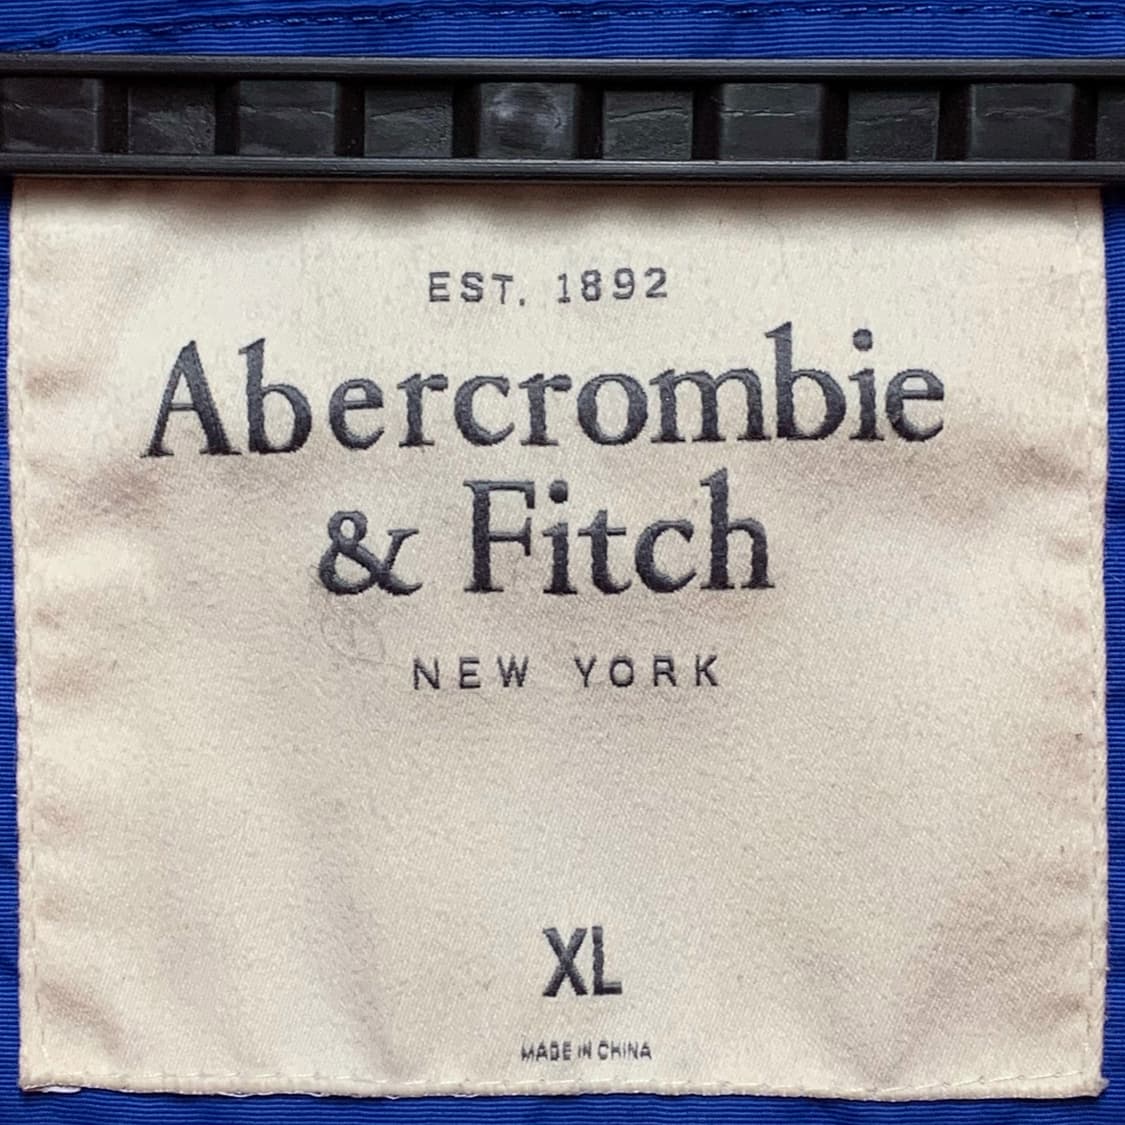 EST. 1892
Abercrombie
& Fitch
NEW YORK
XL
MADE IN CHINA